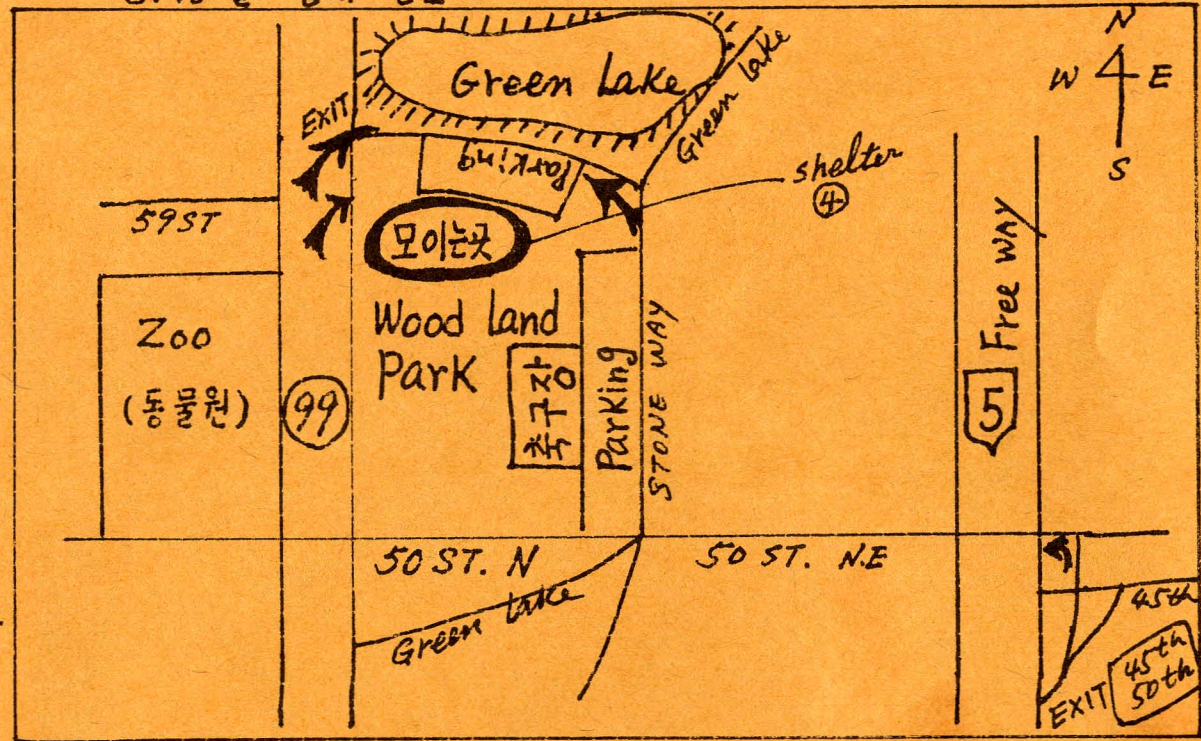 N
W E
S
Green Lake
Green Lake
EXIT
Parking
shelter
④
59 ST
모이는곳
Wood Land
Park
Zoo
(동물원)
99
축구장
Parking
STONE WAY
5
Free WAY
50 ST. N
50 ST. N.E
Green Lake
45th
EXIT
45th
50th